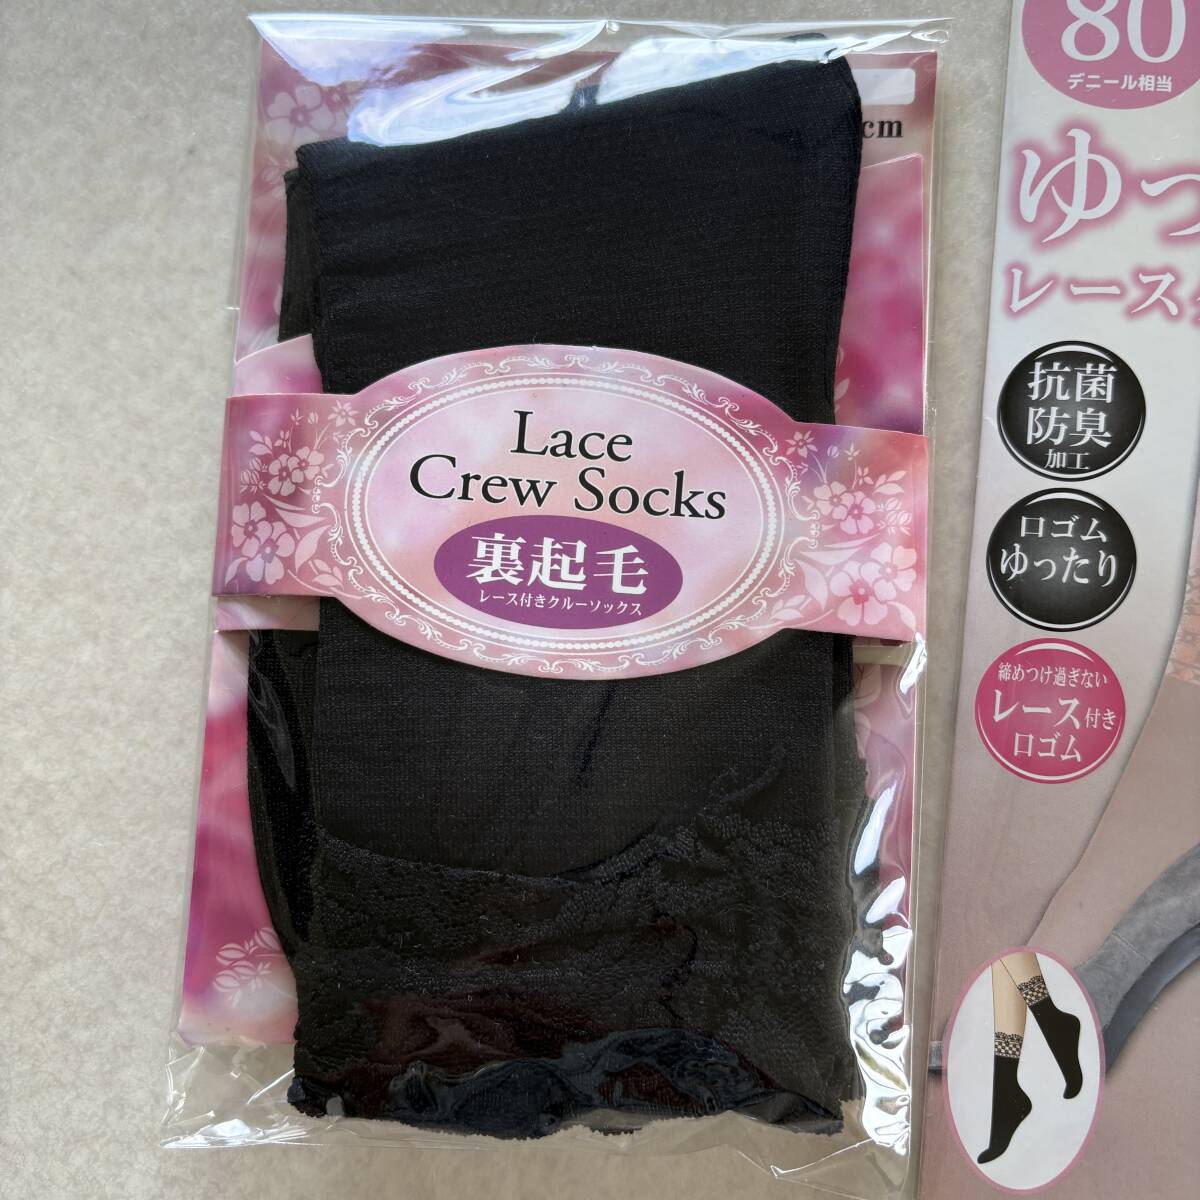 cm
Lace
Crew Socks
裏起毛
レース付きクルーソックス
80
デニール相当
ゆっ
レース
抗菌
防臭
加工
口ゴム
ゆったり
締めつけ過ぎない
レース付き
口ゴム